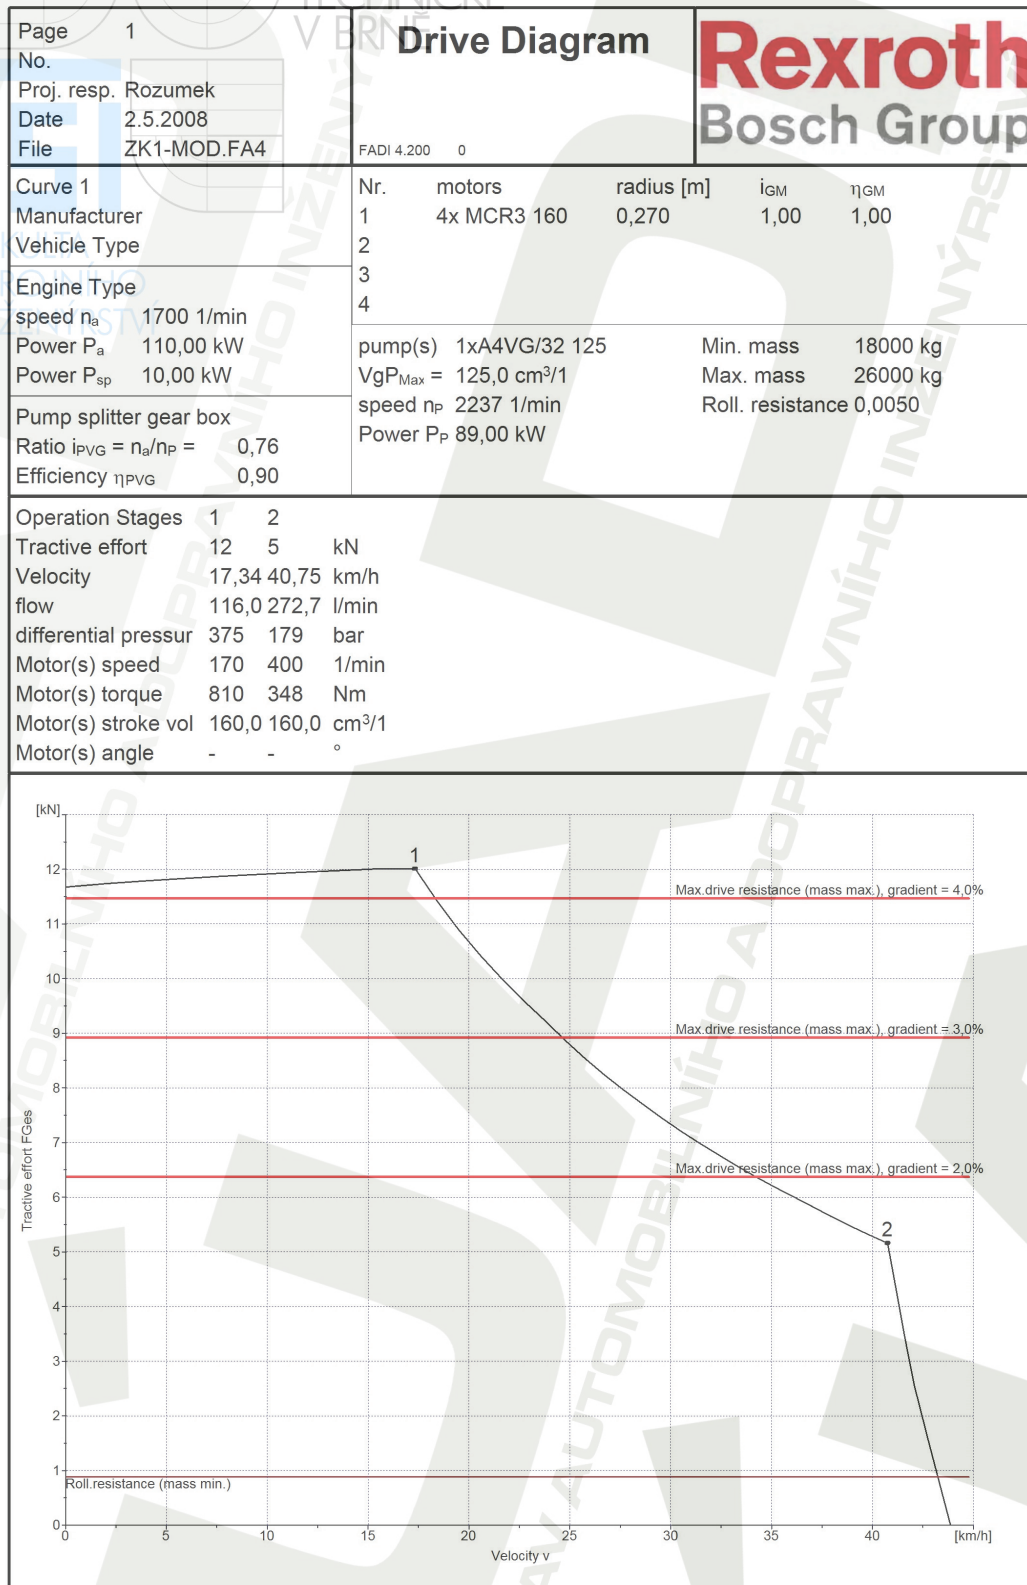 Page 1
No.
Proj. resp. Rozumek
Date 2.5.2008
File ZK1-MOD.FA4
V BRNĚ
Drive Diagram
FADI 4.200 0
Rexroth
Bosch Group
Curve 1
Manufacturer
Vehicle Type
Engine Type
speed na 1700 1/min
Power Pa 110,00 kW
Power Psp 10,00 kW
Pump splitter gear box
Ratio iPVG = na/nP = 0,76
Efficiency ηPVG 0,90
Nr. motors radius [m] iGM ηGM
1 4x MCR3 160 0,270 1,00 1,00
2
3
4
pump(s) 1xA4VG/32 125
VgPMax = 125,0 cm³/1
speed nP 2237 1/min
Power PP 89,00 kW
Min. mass 18000 kg
Max. mass 26000 kg
Roll. resistance 0,0050
Operation Stages 1 2
Tractive effort 12 5 kN
Velocity 17,34 40,75 km/h
flow 116,0 272,7 l/min
differential pressur 375 179 bar
Motor(s) speed 170 400 1/min
Motor(s) torque 810 348 Nm
Motor(s) stroke vol 160,0 160,0 cm³/1
Motor(s) angle - - °
[kN]
12
11
10
9
8
7
6
5
4
3
2
1
0
Tractive effort FGes
1
2
Max.drive resistance (mass max.), gradient = 4,0%
Max.drive resistance (mass max.), gradient = 3,0%
Max.drive resistance (mass max.), gradient = 2,0%
Roll.resistance (mass min.)
0 5 10 15 20 25 30 35 40 [km/h]
Velocity v